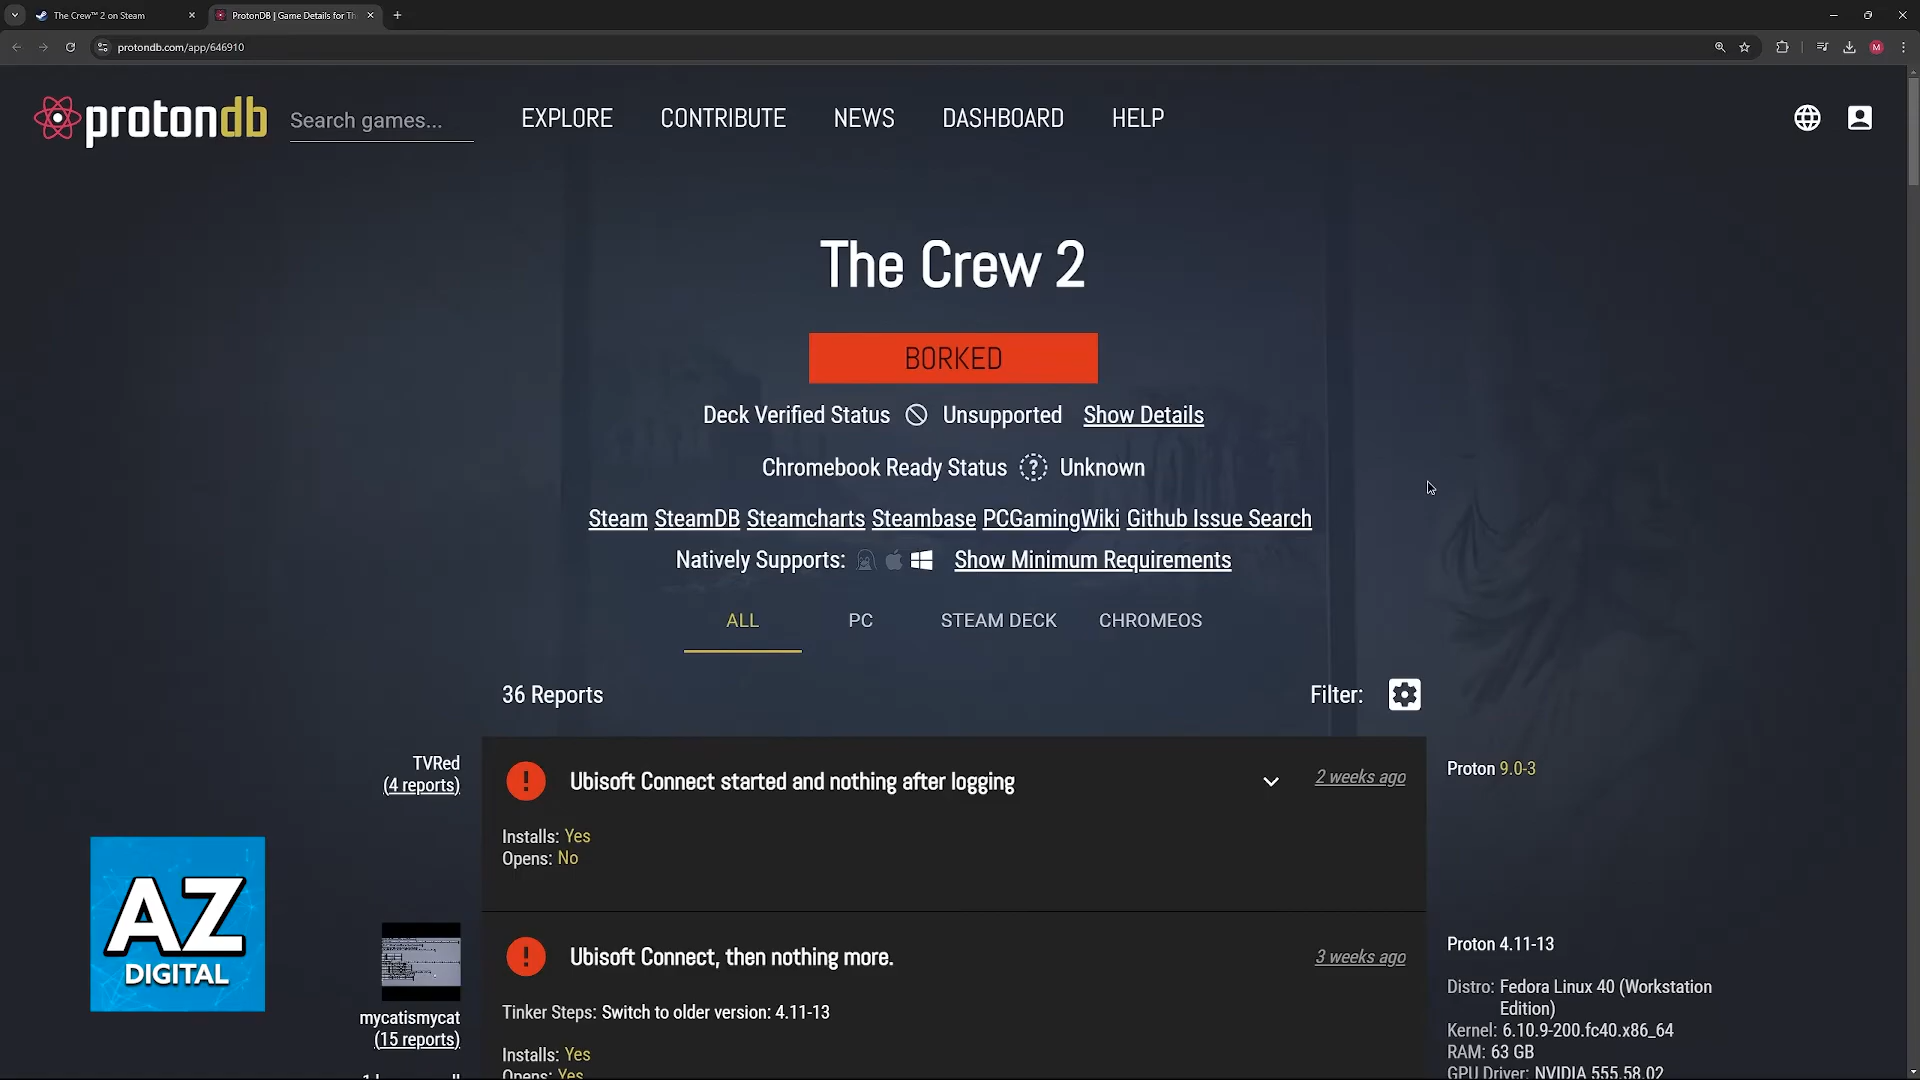 The Crew™ 2 on Steam
ProtonDB | Game Details for Th
protondb.com/app/646910
M
protondb
Search games...
EXPLORE
CONTRIBUTE
NEWS
DASHBOARD
HELP
The Crew 2
BORKED
Deck Verified Status Unsupported Show Details
Chromebook Ready Status Unknown
Steam SteamDB Steamcharts Steambase PCGamingWiki Github Issue Search
Natively Supports: Show Minimum Requirements
ALL
PC
STEAM DECK
CHROMEOS
36 Reports
Filter:
TVRed
(4 reports)
Ubisoft Connect started and nothing after logging
2 weeks ago
Installs: Yes
Opens: No
Proton 9.0-3
mycatismycat
(15 reports)
Ubisoft Connect, then nothing more.
3 weeks ago
Tinker Steps: Switch to older version: 4.11-13
Installs: Yes
Opens: Yes
Proton 4.11-13
Distro: Fedora Linux 40 (Workstation
Edition)
Kernel: 6.10.9-200.fc40.x86_64
RAM: 63 GB
GPU Driver: NVIDIA 555.58.02
AZ
DIGITAL